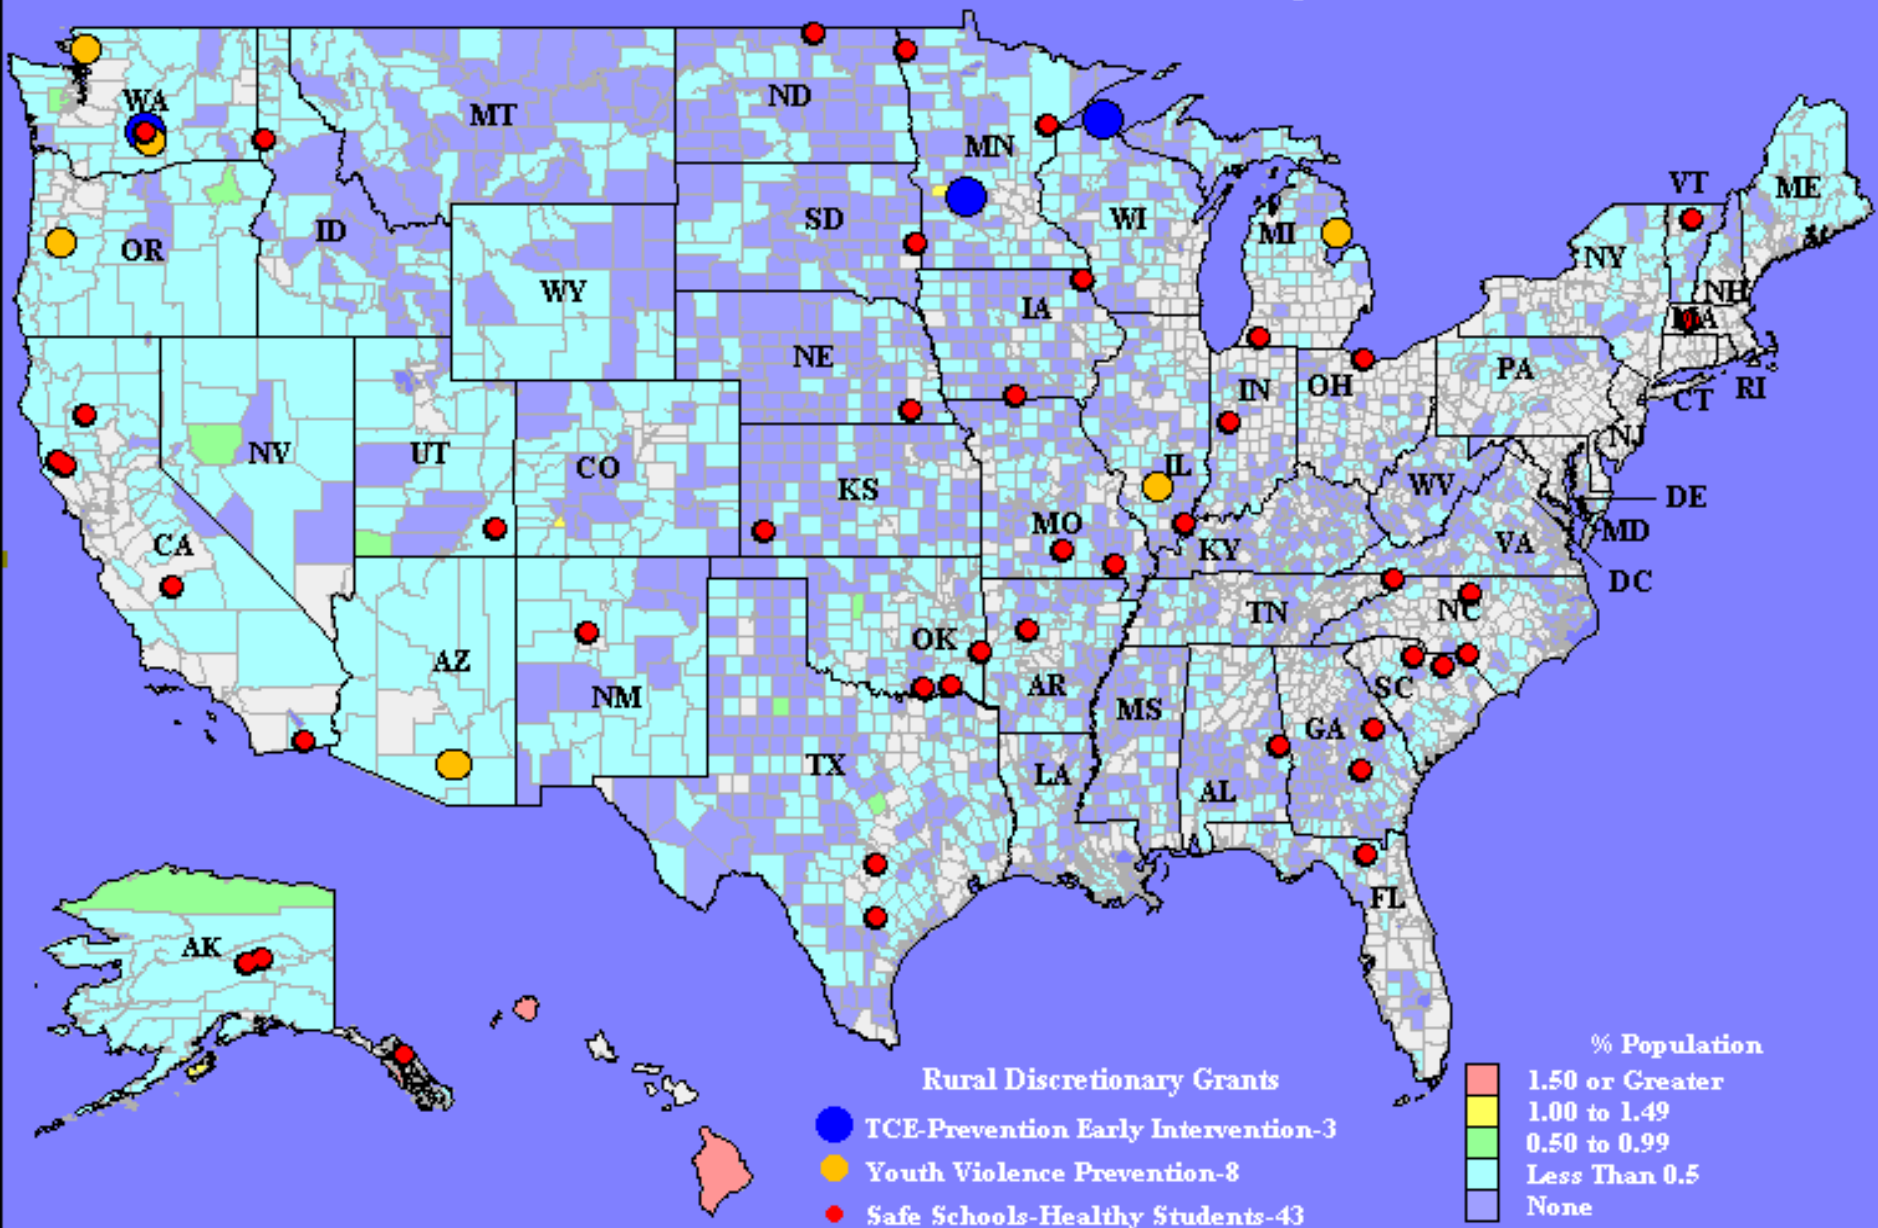 WA
MT
ND
MN
VT
ME
OR
ID
SD
WI
MI
NY
WY
IA
NH
MA
NE
IN
OH
PA
RI
CT
NV
UT
CO
KS
IL
NJ
WV
DE
CA
MO
KY
VA
MD
DC
TN
NC
AZ
OK
NM
AR
SC
MS
GA
TX
LA
AL
FL
AK
% Population
Rural Discretionary Grants
1.50 or Greater
1.00 to 1.49
TCE-Prevention Early Intervention-3
0.50 to 0.99
Youth Violence Prevention-8
Less Than 0.5
None
Safe Schools-Healthy Students-43